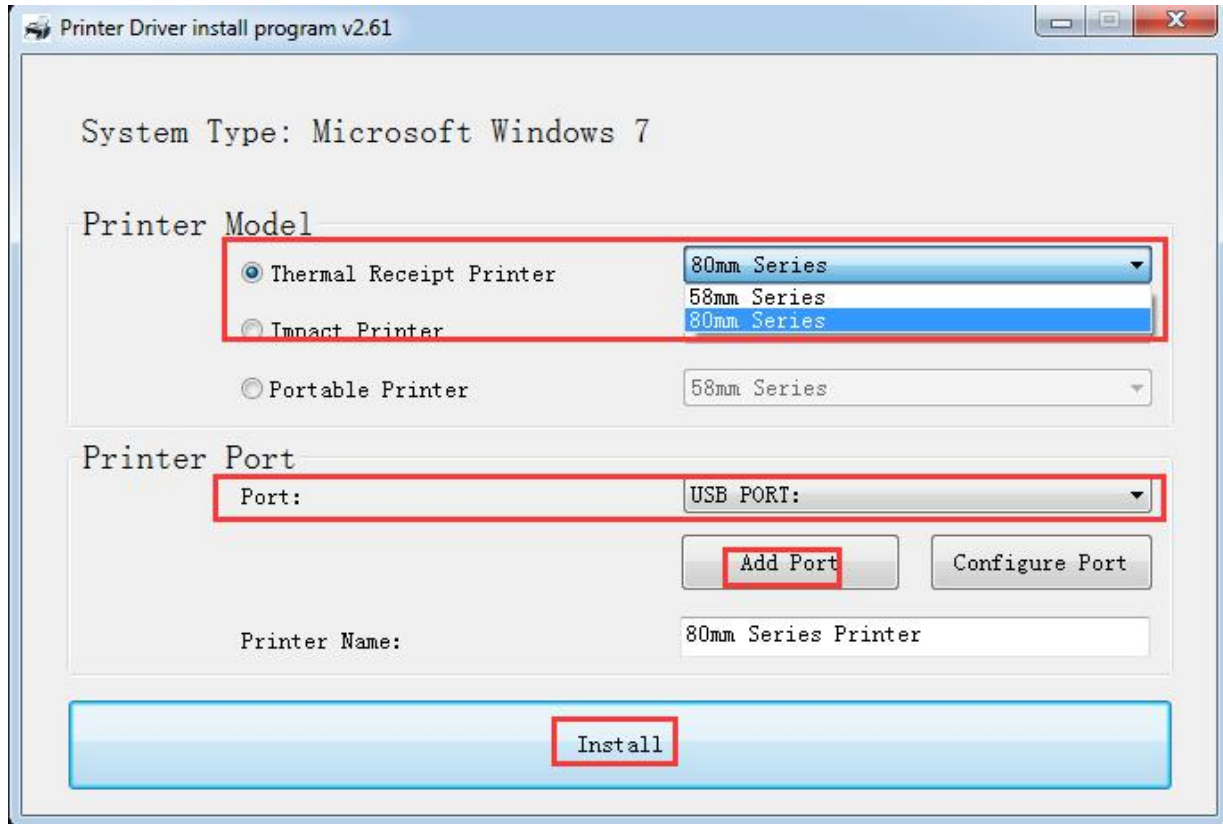 Printer Driver install program v2.61
System Type: Microsoft Windows 7
Printer Model
Thermal Receipt Printer
80mm Series
58mm Series
80mm Series
Impact Printer
Portable Printer
58mm Series
Printer Port
Port:
USB PORT:
Add Port
Configure Port
Printer Name:
80mm Series Printer
Install